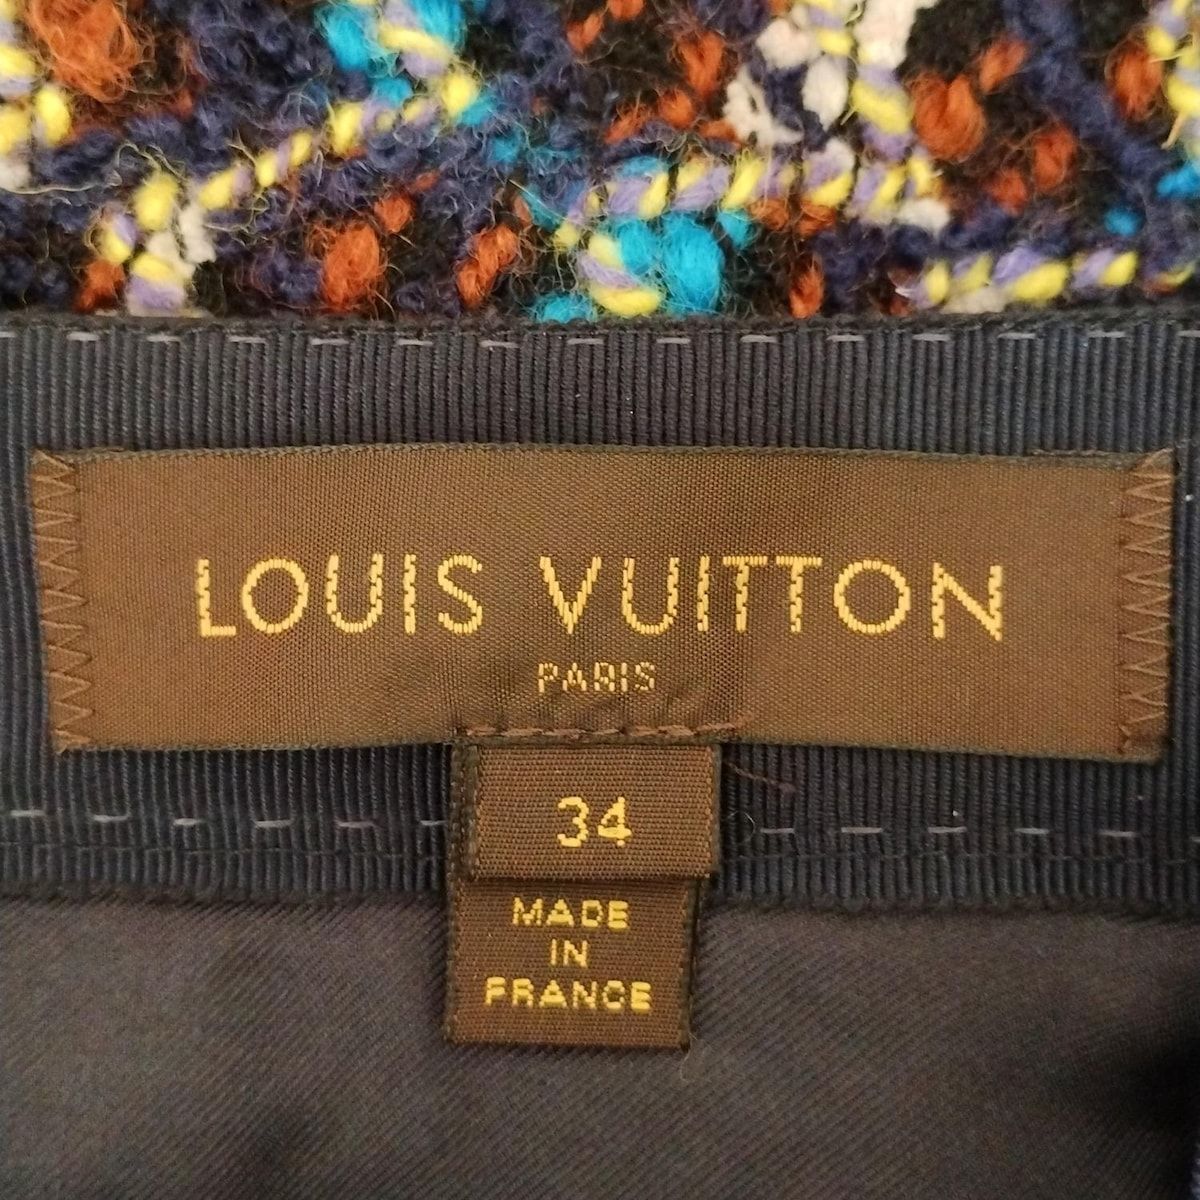 LOUIS VUITTON
PARIS
34
MADE
IN
FRANCE